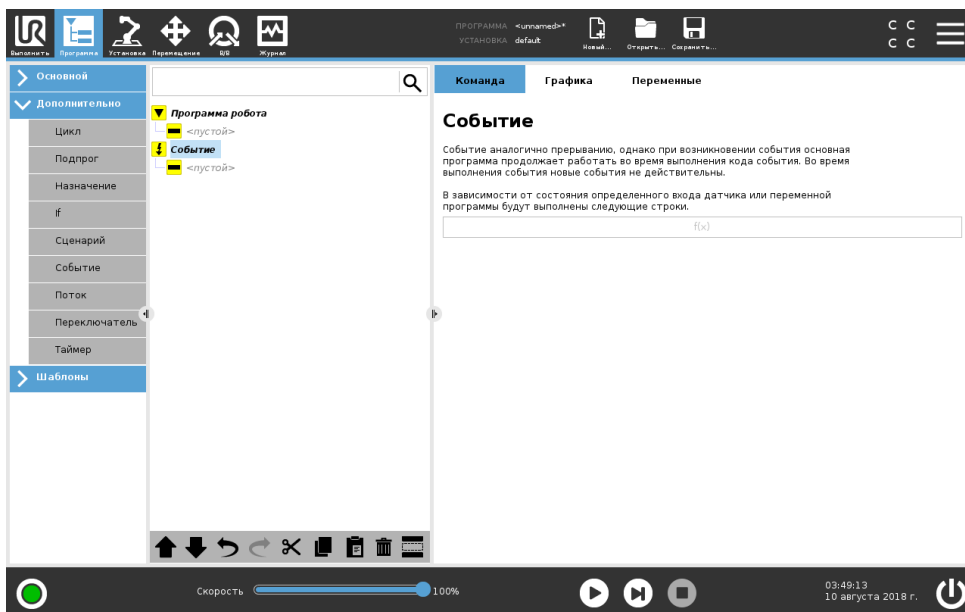 ПРОГРАММА <unnamed>*
УСТАНОВКА default
Выполнить Программа Установка Перемещение В/В Журнал
Новый... Открыть... Сохранить...
C C
C C
Основной
Дополнительно
Цикл
Подпрог
Назначение
If
Сценарий
Событие
Поток
Переключатель
Таймер
Шаблоны
Программа робота
<пустой>
Событие
<пустой>
Команда Графика Переменные
Событие
Событие аналогично прерыванию, однако при возникновении события основная
программа продолжает работать во время выполнения кода события. Во время
выполнения события новые события не действительны.
В зависимости от состояния определенного входа датчика или переменной
программы будут выполнены следующие строки.
f(x)
Скорость 100%
03:49:13
10 августа 2018 г.